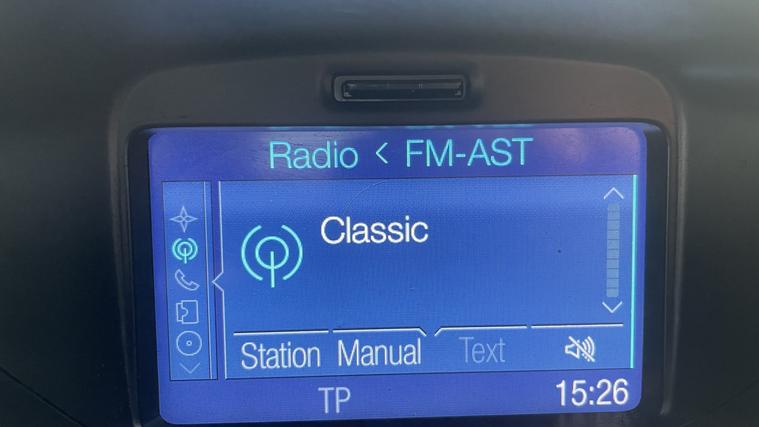 Radio < FM-AST
Classic
Station Manual Text
TP 15:26